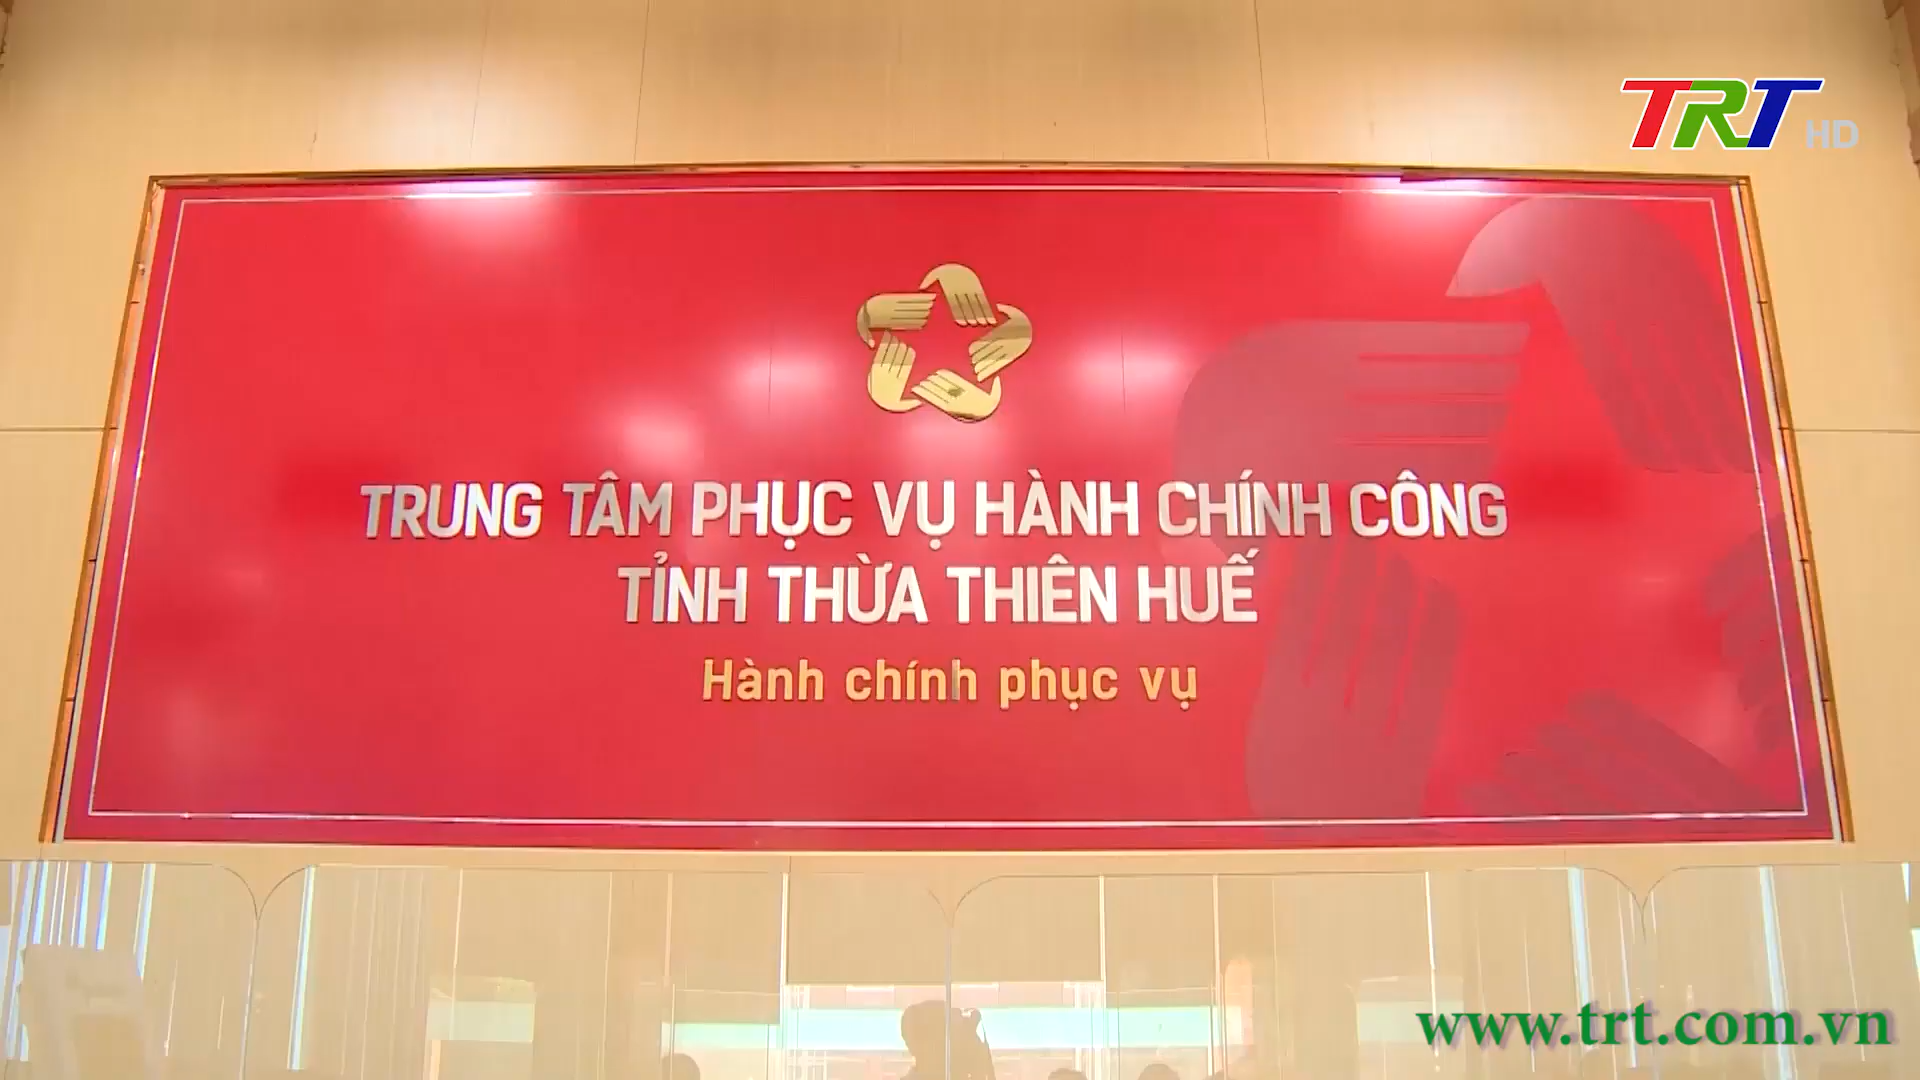 TRT HD
TRUNG TÂM PHỤC VỤ HÀNH CHÍNH CÔNG
TỈNH THỪA THIÊN HUẾ
Hành chính phục vụ
www.trt.com.vn